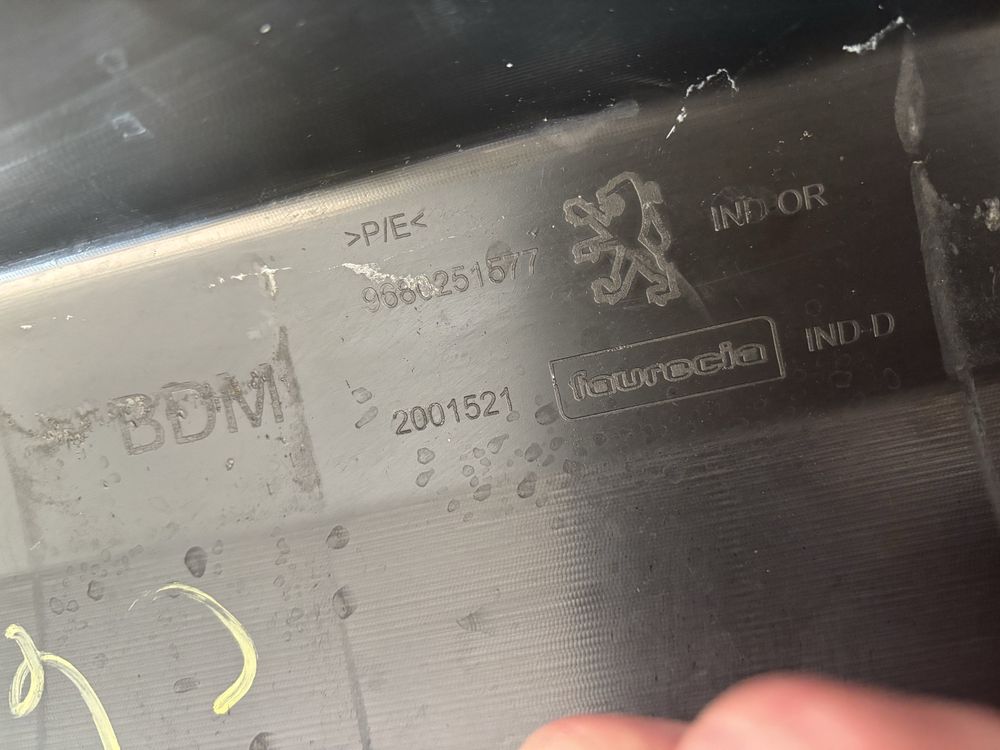 >P/E<
9680251577
IND-OR
faurecia
IND-D
BDM
2001521